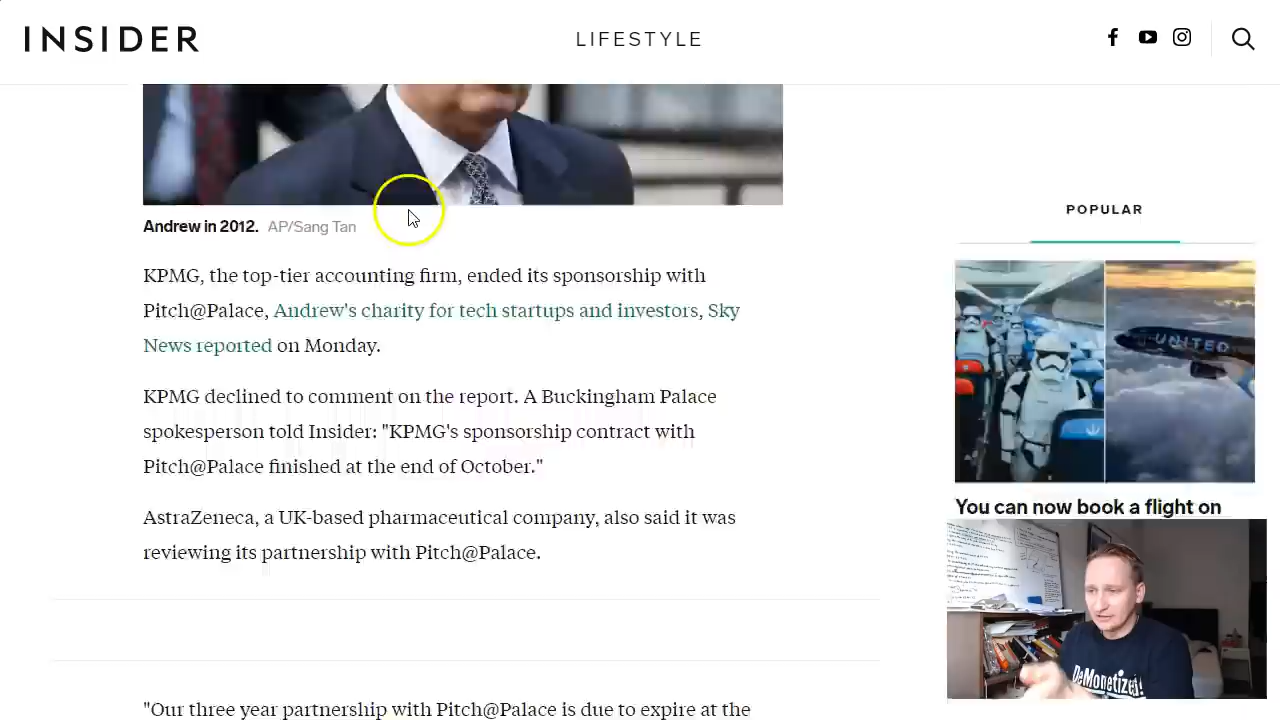 INSIDER
LIFESTYLE
Andrew in 2012. AP/Sang Tan
POPULAR
KPMG, the top-tier accounting firm, ended its sponsorship with
Pitch@Palace, Andrew's charity for tech startups and investors, Sky
News reported on Monday.
KPMG declined to comment on the report. A Buckingham Palace
spokesperson told Insider: "KPMG's sponsorship contract with
Pitch@Palace finished at the end of October."
AstraZeneca, a UK-based pharmaceutical company, also said it was
reviewing its partnership with Pitch@Palace.
"Our three year partnership with Pitch@Palace is due to expire at the
UNITED
You can now book a flight on
DeMonetized!